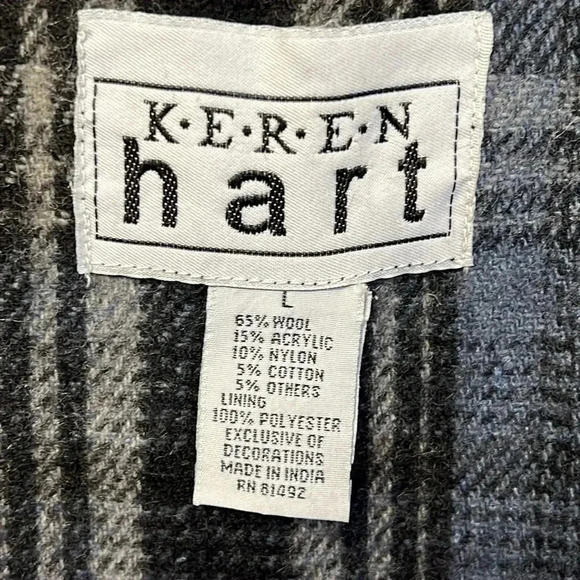 K·E·R·E·N
hart
L
65% WOOL
15% ACRYLIC
10% NYLON
5% COTTON
5% OTHERS
LINING
100% POLYESTER
EXCLUSIVE OF
DECORATIONS
MADE IN INDIA
RN 81492